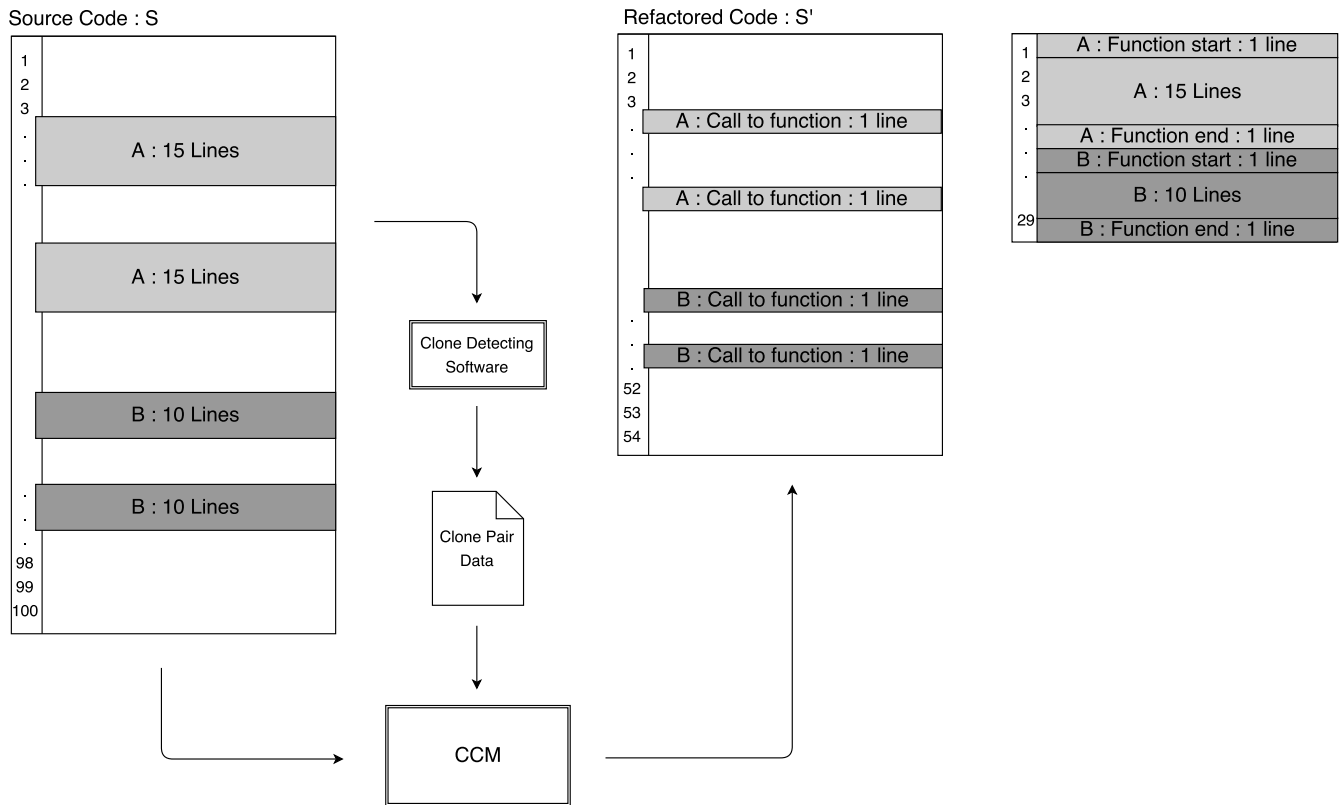 Source Code : S
1
2
3
.
.
.
A : 15 Lines
A : 15 Lines
B : 10 Lines
B : 10 Lines
.
.
.
98
99
100
Clone Detecting
Software
Clone Pair
Data
CCM
Refactored Code : S'
1
2
3
.
.
.
A : Call to function : 1 line
A : Call to function : 1 line
B : Call to function : 1 line
B : Call to function : 1 line
.
.
.
52
53
54
1
2
3
.
.
.
29
A : Function start : 1 line
A : 15 Lines
A : Function end : 1 line
B : Function start : 1 line
B : 10 Lines
B : Function end : 1 line